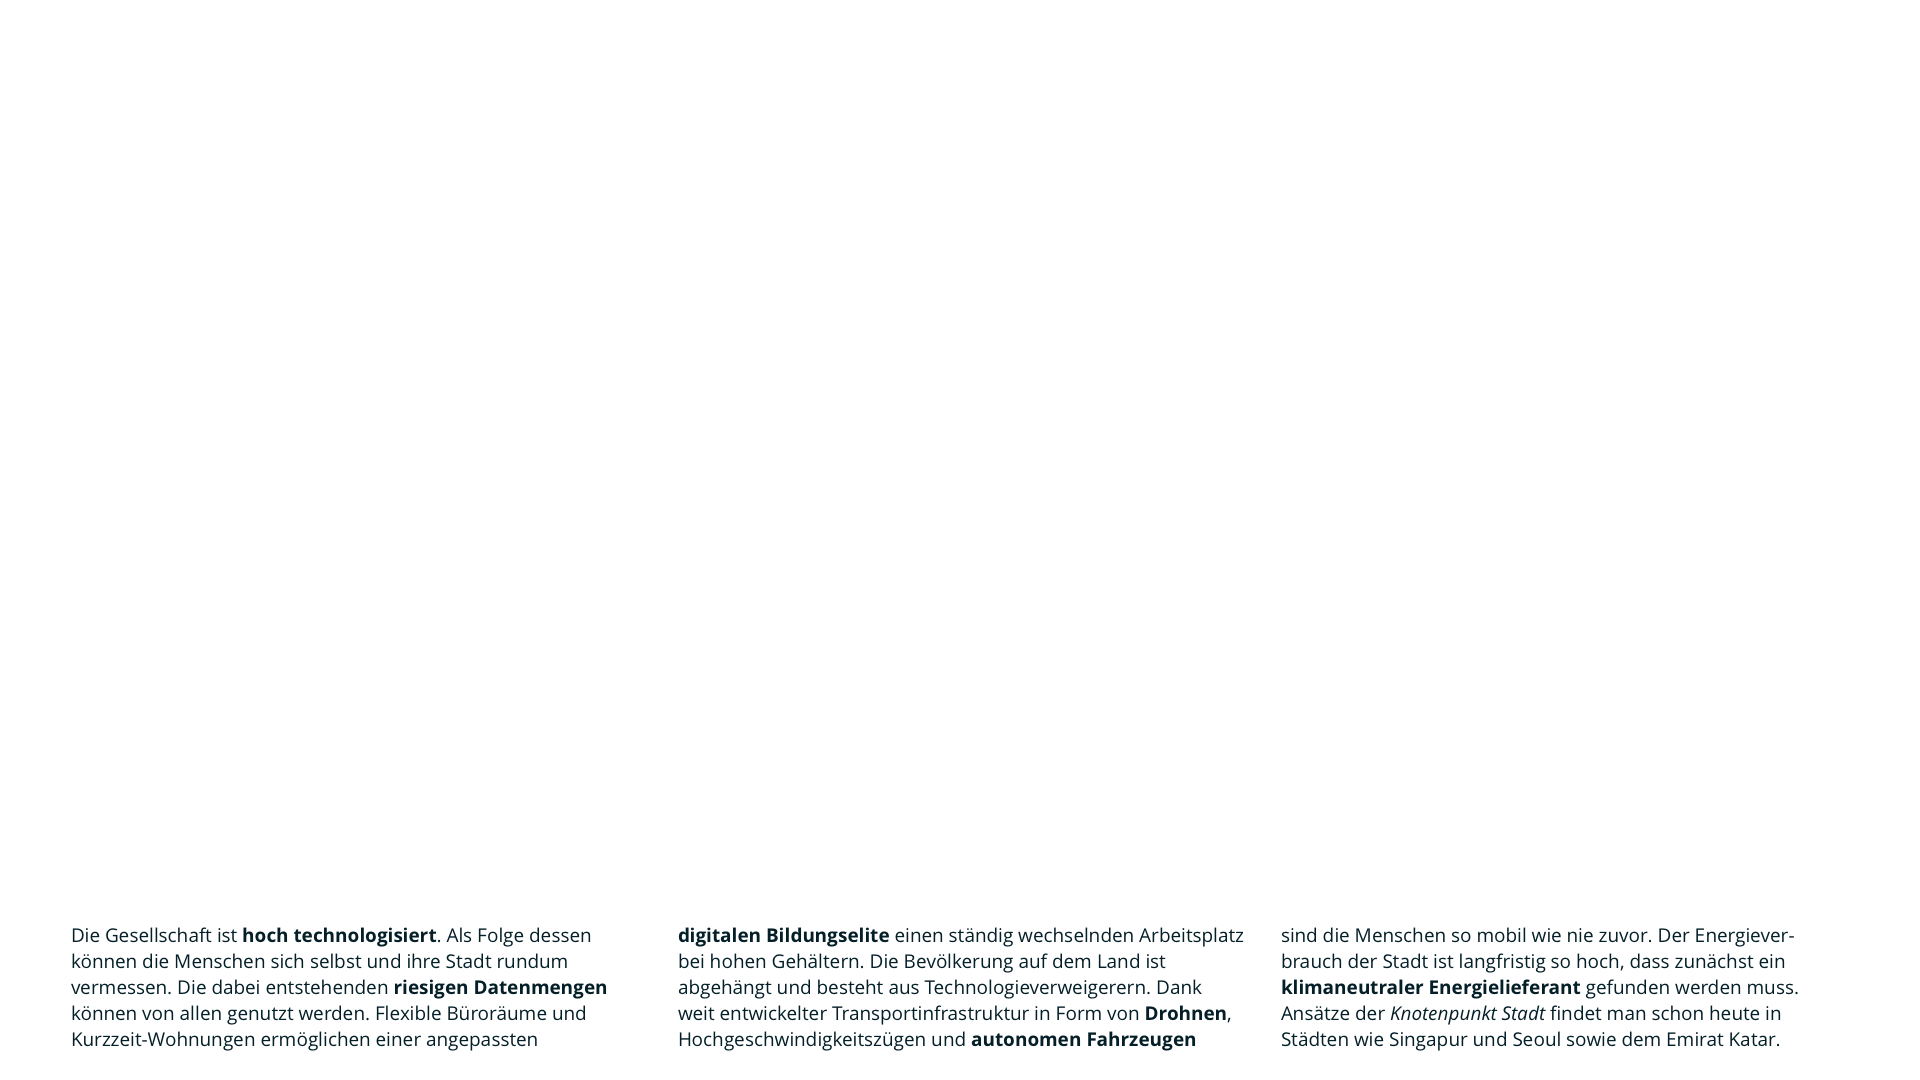 Die Gesellschaft ist hoch technologisiert. Als Folge dessen
können die Menschen sich selbst und ihre Stadt rundum
vermessen. Die dabei entstehenden riesigen Datenmengen
können von allen genutzt werden. Flexible Büroräume und
Kurzzeit-Wohnungen ermöglichen einer angepassten
digitalen Bildungselite einen ständig wechselnden Arbeitsplatz
bei hohen Gehältern. Die Bevölkerung auf dem Land ist
abgehängt und besteht aus Technologieverweigerern. Dank
weit entwickelter Transportinfrastruktur in Form von Drohnen,
Hochgeschwindigkeitszügen und autonomen Fahrzeugen
sind die Menschen so mobil wie nie zuvor. Der Energiever-
brauch der Stadt ist langfristig so hoch, dass zunächst ein
klimaneutraler Energielieferant gefunden werden muss.
Ansätze der Knotenpunkt Stadt findet man schon heute in
Städten wie Singapur und Seoul sowie dem Emirat Katar.